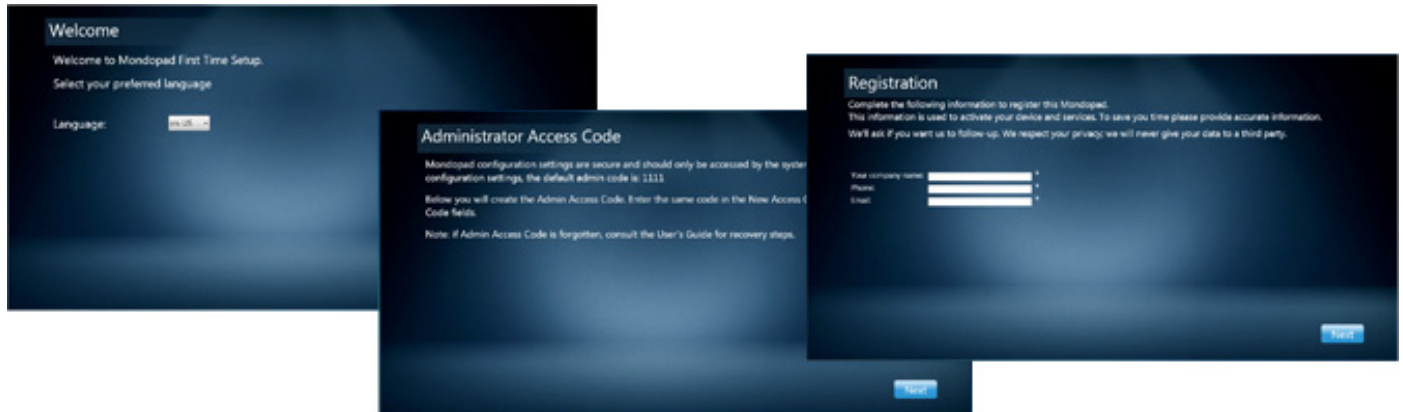 Welcome
Welcome to Mondopad First Time Setup.
Select your preferred language
Language:
Administrator Access Code
Mondopad configuration settings are secure and should only be accessed by the system
configuration settings, the default admin code is: 1111
Below you will create the Admin Access Code. Enter the same code in the New Access
Code fields.
Note: if Admin Access Code is forgotten, consult the User's Guide for recovery steps.
Next
Registration
Complete the following information to register this Mondopad.
This information is used to activate your device and services. To save you time please provide accurate information.
We'll ask if you want us to follow-up. We respect your privacy; we will never give your data to a third party.
Your company name: *
Phone: *
Email: *
Next